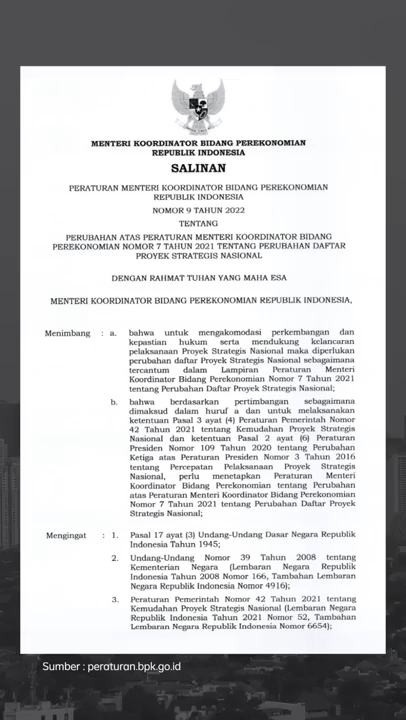 MENTERI KOORDINATOR BIDANG PEREKONOMIAN
REPUBLIK INDONESIA
SALINAN
PERATURAN MENTERI KOORDINATOR BIDANG PEREKONOMIAN
REPUBLIK INDONESIA
NOMOR 9 TAHUN 2022
TENTANG
PERUBAHAN ATAS PERATURAN MENTERI KOORDINATOR BIDANG
PEREKONOMIAN NOMOR 7 TAHUN 2021 TENTANG PERUBAHAN DAFTAR
PROYEK STRATEGIS NASIONAL
DENGAN RAHMAT TUHAN YANG MAHA ESA
MENTERI KOORDINATOR BIDANG PEREKONOMIAN REPUBLIK INDONESIA,
Menimbang : a. bahwa untuk mengakomodasi perkembangan dan
kepastian hukum serta mendukung kelancaran
pelaksanaan Proyek Strategis Nasional maka diperlukan
perubahan daftar Proyek Strategis Nasional sebagaimana
tercantum dalam Lampiran Peraturan Menteri
Koordinator Bidang Perekonomian Nomor 7 Tahun 2021
tentang Perubahan Daftar Proyek Strategis Nasional;
b. bahwa berdasarkan pertimbangan sebagaimana
dimaksud dalam huruf a dan untuk melaksanakan
ketentuan Pasal 3 ayat (4) Peraturan Pemerintah Nomor
42 Tahun 2021 tentang Kemudahan Proyek Strategis
Nasional dan ketentuan Pasal 2 ayat (6) Peraturan
Presiden Nomor 109 Tahun 2020 tentang Perubahan
Ketiga atas Peraturan Presiden Nomor 3 Tahun 2016
tentang Percepatan Pelaksanaan Proyek Strategis
Nasional, perlu menetapkan Peraturan Menteri
Koordinator Bidang Perekonomian tentang Perubahan
atas Peraturan Menteri Koordinator Bidang Perekonomian
Nomor 7 Tahun 2021 tentang Perubahan Daftar Proyek
Strategis Nasional;
Mengingat : 1. Pasal 17 ayat (3) Undang-Undang Dasar Negara Republik
Indonesia Tahun 1945;
2. Undang-Undang Nomor 39 Tahun 2008 tentang
Kementerian Negara (Lembaran Negara Republik
Indonesia Tahun 2008 Nomor 166, Tambahan Lembaran
Negara Republik Indonesia Nomor 4916);
3. Peraturan Pemerintah Nomor 42 Tahun 2021 tentang
Kemudahan Proyek Strategis Nasional (Lembaran Negara
Republik Indonesia Tahun 2021 Nomor 52, Tambahan
Lembaran Negara Republik Indonesia Nomor 6654);
Sumber : peraturan.bpk.go.id